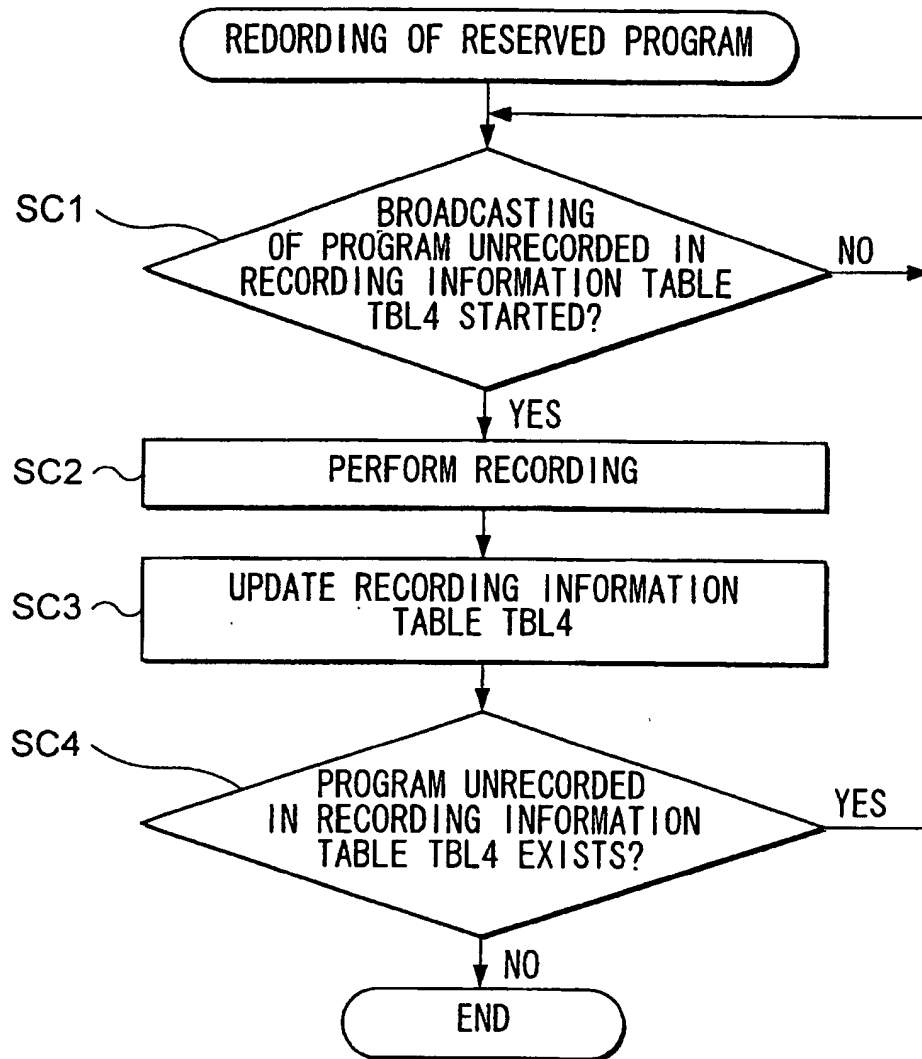 REDORDING OF RESERVED PROGRAM
SC1
BROADCASTING
OF PROGRAM UNRECORDED IN
RECORDING INFORMATION TABLE
TBL4 STARTED?
NO
YES
SC2
PERFORM RECORDING
SC3
UPDATE RECORDING INFORMATION
TABLE TBL4
SC4
PROGRAM UNRECORDED
IN RECORDING INFORMATION
TABLE TBL4 EXISTS?
YES
NO
END